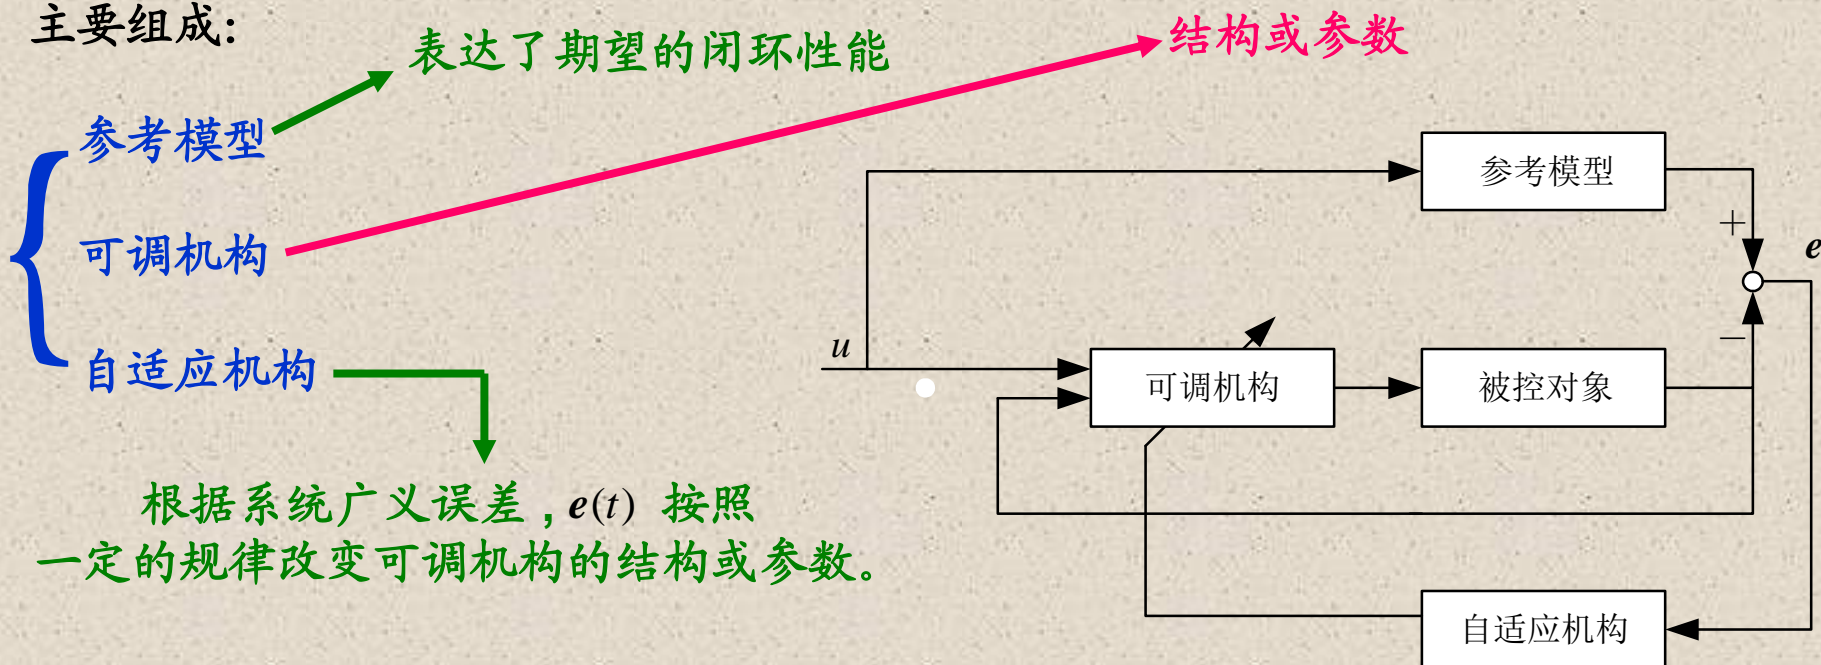 主要组成:
表达了期望的闭环性能
结构或参数
参考模型
可调机构
自适应机构
根据系统广义误差,e(t) 按照
一定的规律改变可调机构的结构或参数。
参考模型
+
e
−
u
可调机构
被控对象
自适应机构